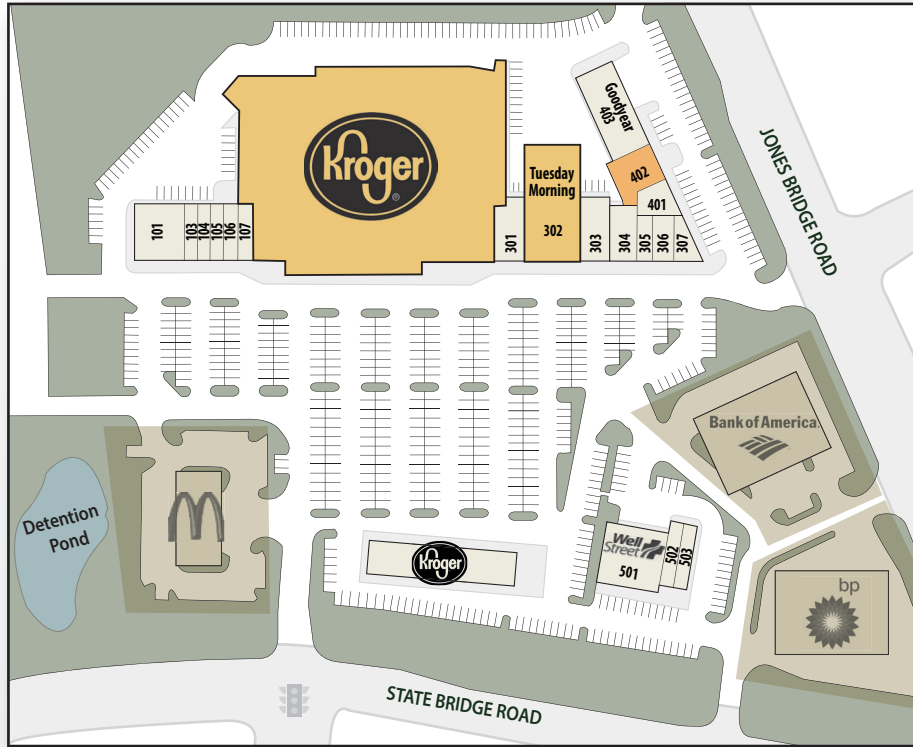 Kroger
®
Goodyear
403
402
401
Tuesday
Morning
302
101
103
104
105
106
107
301
303
304
305
306
307
JONES BRIDGE ROAD
Bank of America
Detention
Pond
Kroger
Well
Street
501
502
503
bp
STATE BRIDGE ROAD